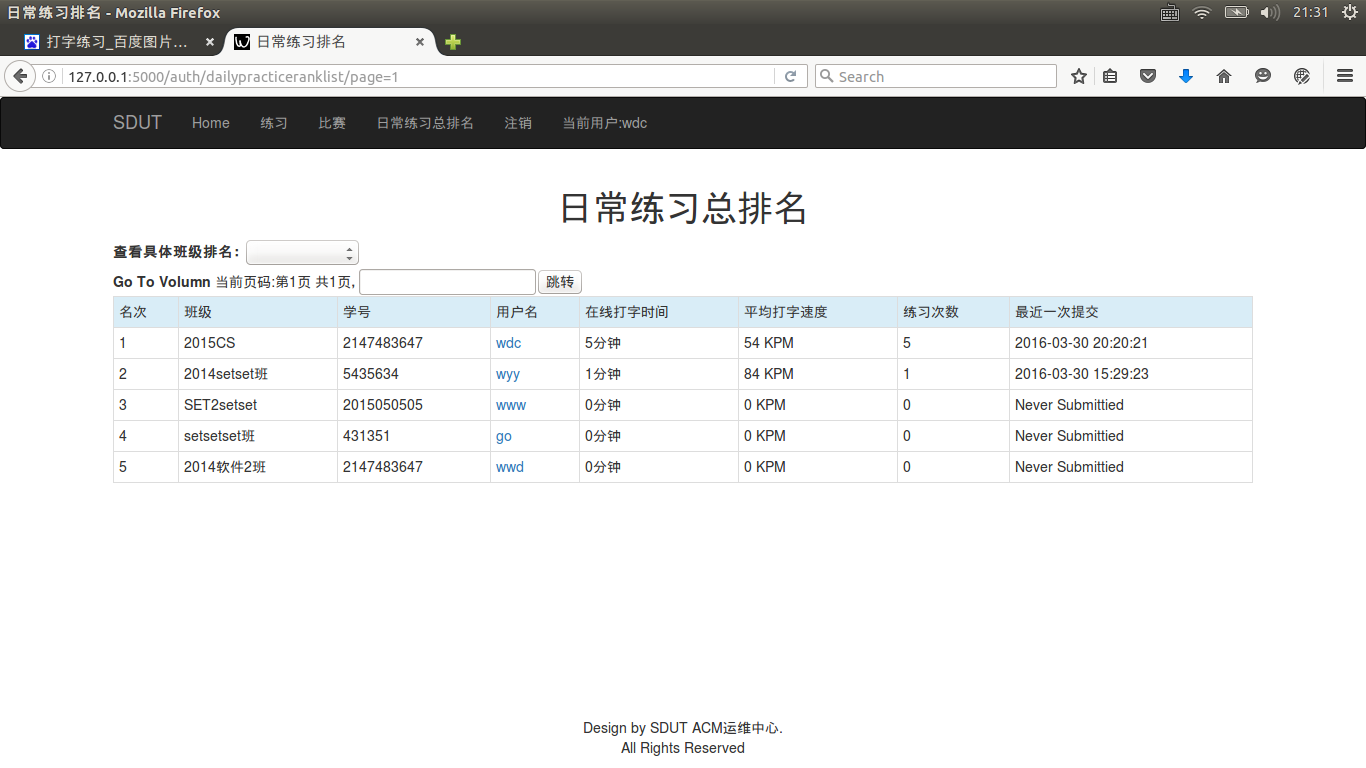 日常练习排名 - Mozilla Firefox
21:31
打字练习_百度图片...
日常练习排名
127.0.0.1:5000/auth/dailypracticeranklist/page=1
Search
SDUT Home 练习 比赛 日常练习总排名 注销 当前用户:wdc
日常练习总排名
查看具体班级排名:
Go To Volumn 当前页码:第1页 共1页, 跳转
名次 班级 学号 用户名 在线打字时间 平均打字速度 练习次数 最近一次提交
1 2015CS 2147483647 wdc 5分钟 54 KPM 5 2016-03-30 20:20:21
2 2014setset班 5435634 wyy 1分钟 84 KPM 1 2016-03-30 15:29:23
3 SET2setset 2015050505 www 0分钟 0 KPM 0 Never Submittied
4 setsetset班 431351 go 0分钟 0 KPM 0 Never Submittied
5 2014软件2班 2147483647 wwd 0分钟 0 KPM 0 Never Submittied
Design by SDUT ACM运维中心.
All Rights Reserved